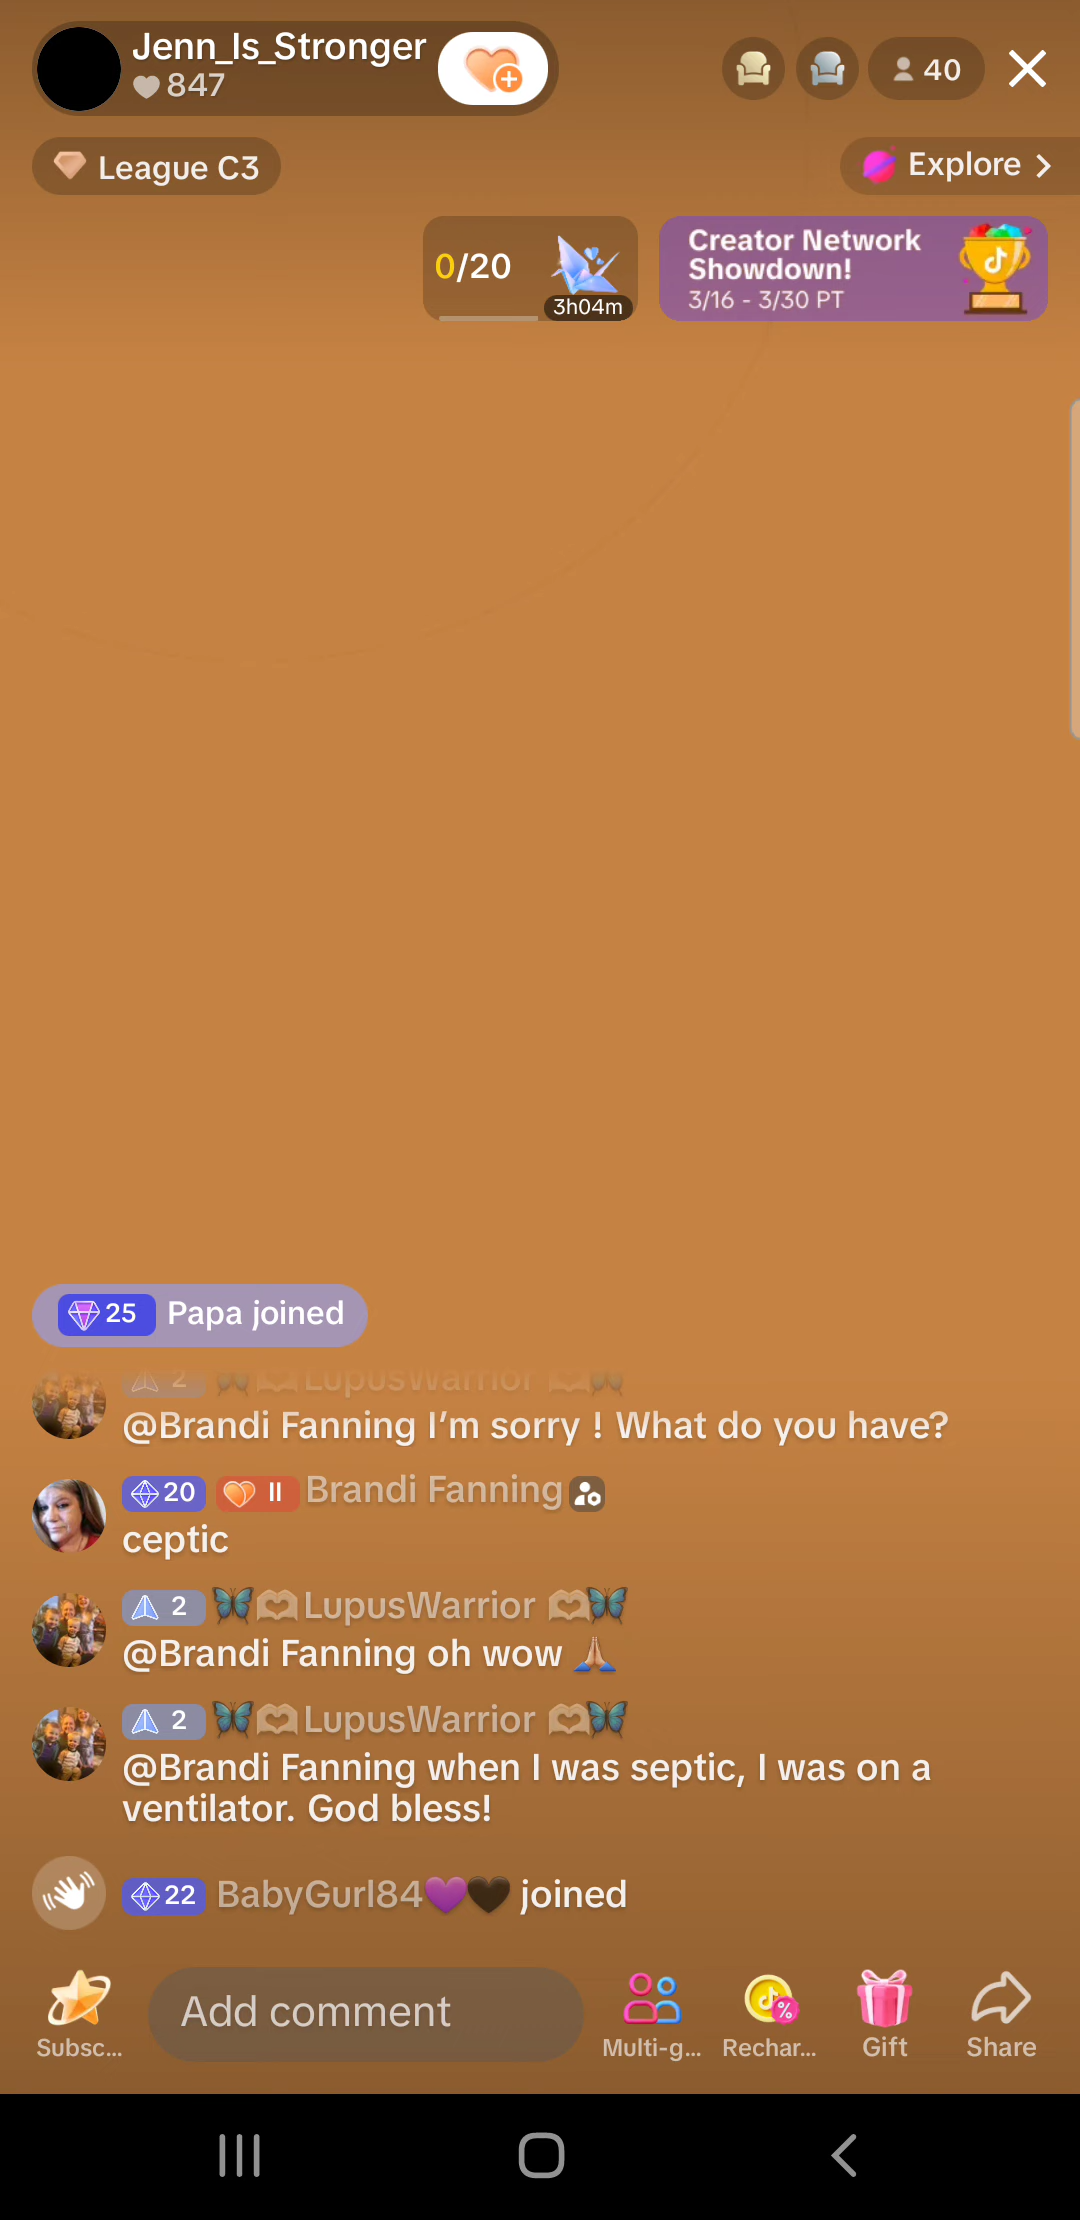 Jenn_Is_Stronger
847
40
League C3
Explore
0/20
3h04m
Creator Network
Showdown!
3/16 - 3/30 PT
25 Papa joined
2 LupusWarrior
@Brandi Fanning I'm sorry ! What do you have?
20 II Brandi Fanning
ceptic
2 🦋🫶LupusWarrior 🫶🦋
@Brandi Fanning oh wow 🙏
2 🦋🫶LupusWarrior 🫶🦋
@Brandi Fanning when I was septic, I was on a
ventilator. God bless!
22 BabyGurl84💜🖤 joined
Add comment
Subsc...
Multi-g...
Rechar...
Gift
Share